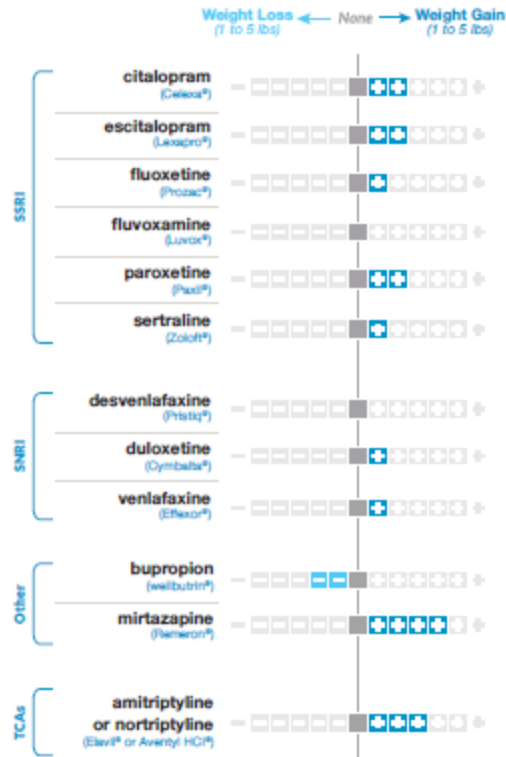 Weight Loss
(1 to 5 lbs)
None
Weight Gain
(1 to 5 lbs)
SSRI
citalopram
(Celexa®)
escitalopram
(Lexapro®)
fluoxetine
(Prozac®)
fluvoxamine
(Luvox®)
paroxetine
(Paxil®)
sertraline
(Zoloft®)
SNRI
desvenlafaxine
(Pristiq®)
duloxetine
(Cymbalta®)
venlafaxine
(Effexor®)
Other
bupropion
(wellbutrin®)
mirtazapine
(Remeron®)
TCAs
amitriptyline
or nortriptyline
(Elavil® or Aventyl HCl®)